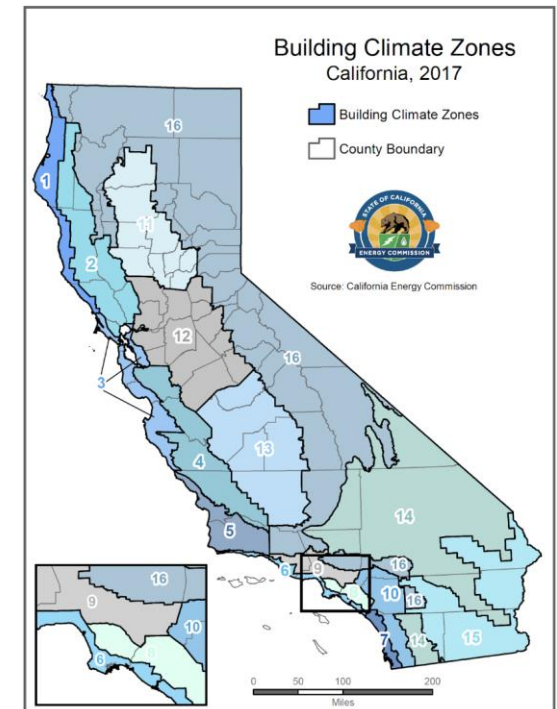 Building Climate Zones
California, 2017
Building Climate Zones
County Boundary
STATE OF CALIFORNIA
ENERGY COMMISSION
Source: California Energy Commission
16
1
11
2
12
16
3
13
4
14
5
6
9
8
16
10
16
7
14
15
16
9
10
8
6
0 50 100 200
Miles